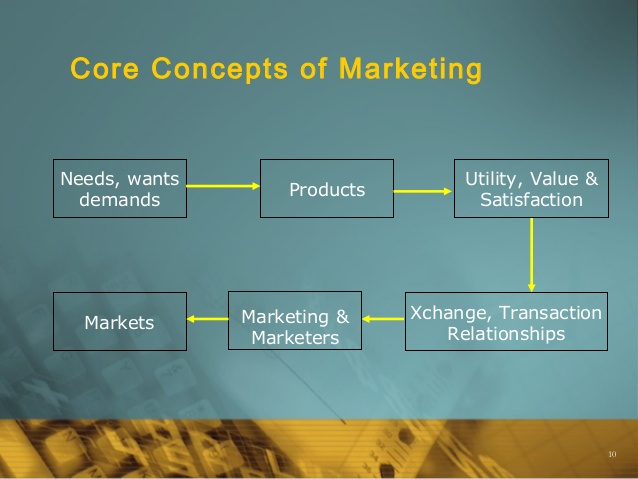 Core Concepts of Marketing
Needs, wants
demands
Products
Utility, Value &
Satisfaction
Markets
Marketing &
Marketers
Xchange, Transaction
Relationships
10